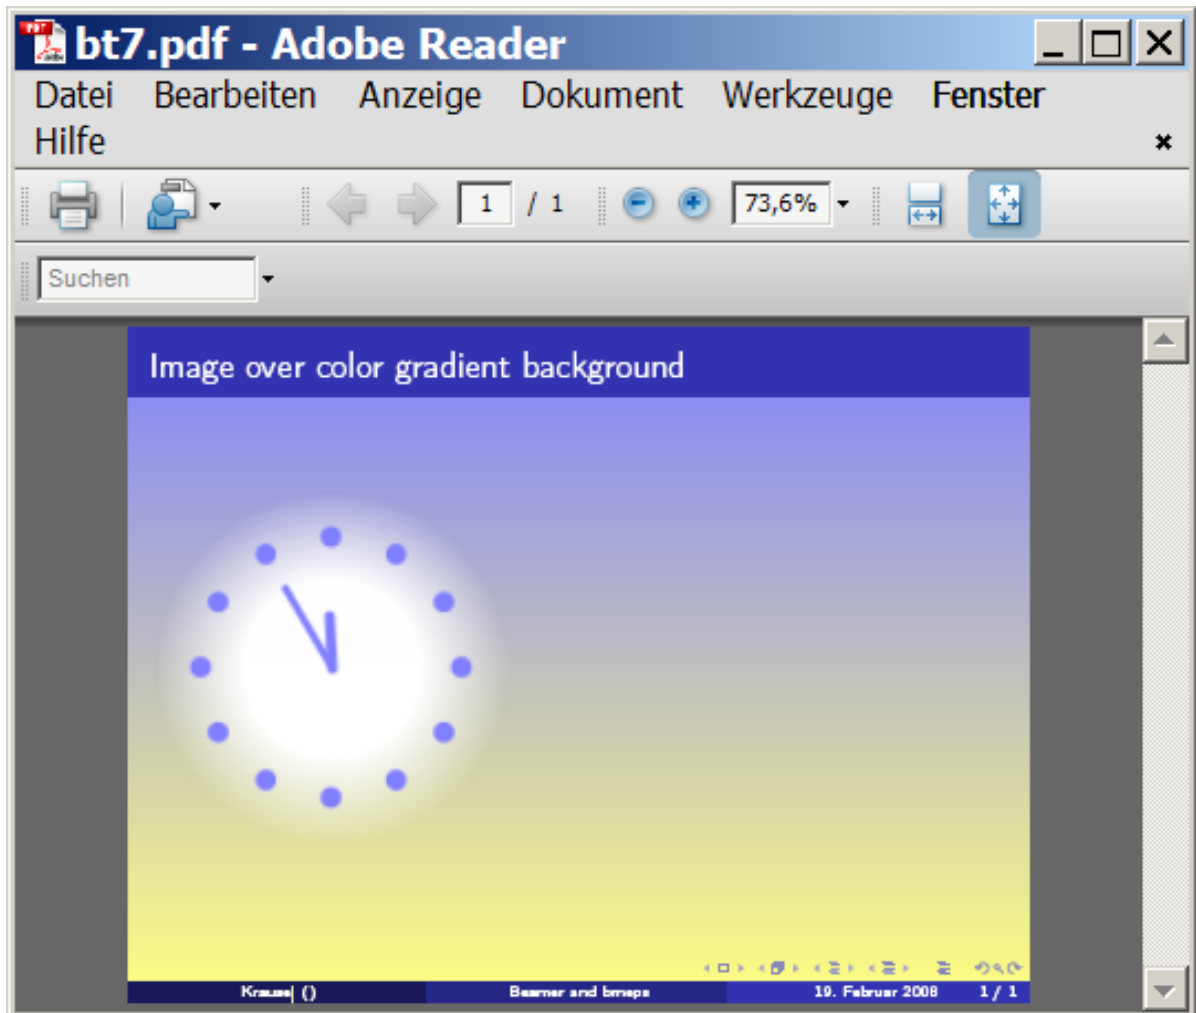 bt7.pdf - Adobe Reader
Datei Bearbeiten Anzeige Dokument Werkzeuge Fenster
Hilfe
1 / 1 73,6%
Suchen
Image over color gradient background
Krause| () Beamer and bmeps 19. Februar 2008 1 / 1